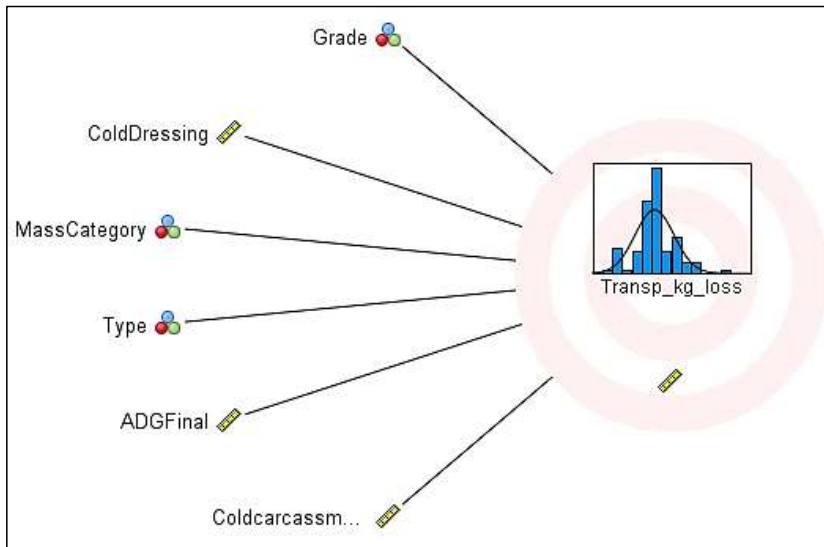 Grade
ColdDressing
MassCategory
Transp_kg_loss
Type
ADGFinal
Coldcarcassm...